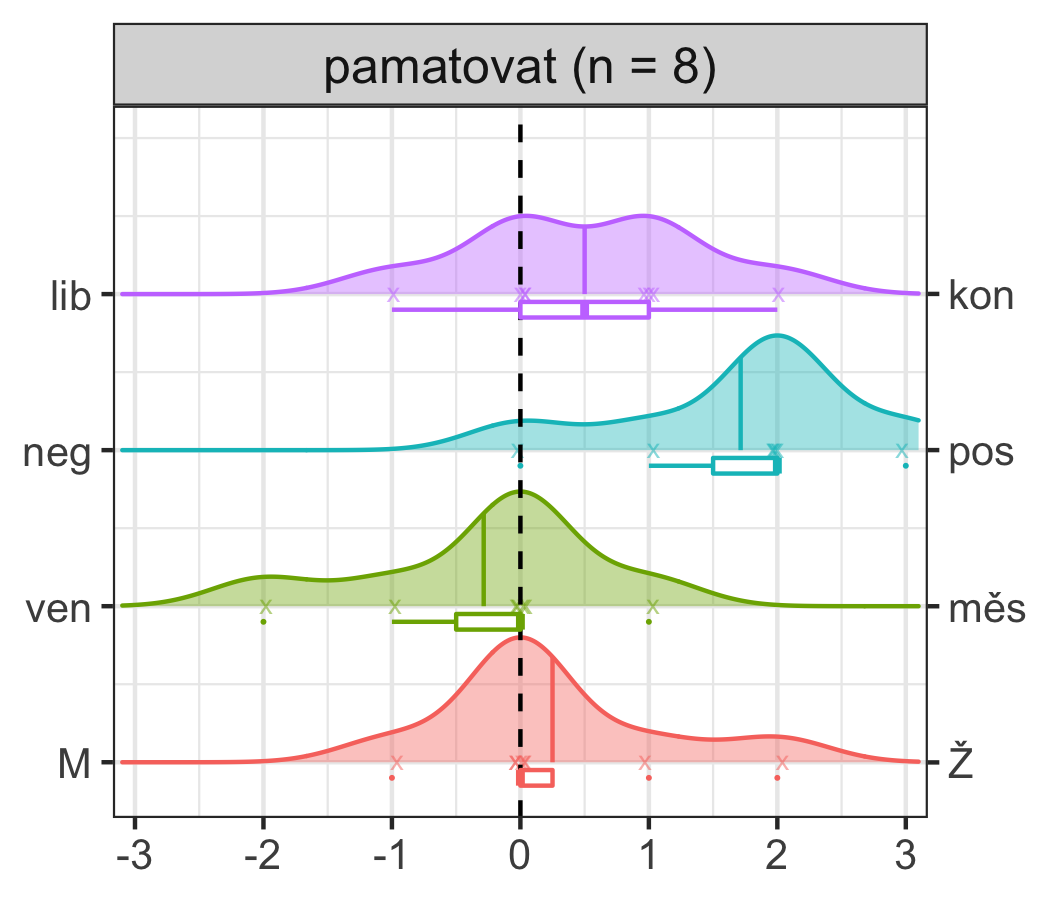 pamatovat (n = 8)
lib kon
neg pos
ven měs
M Ž
-3 -2 -1 0 1 2 3